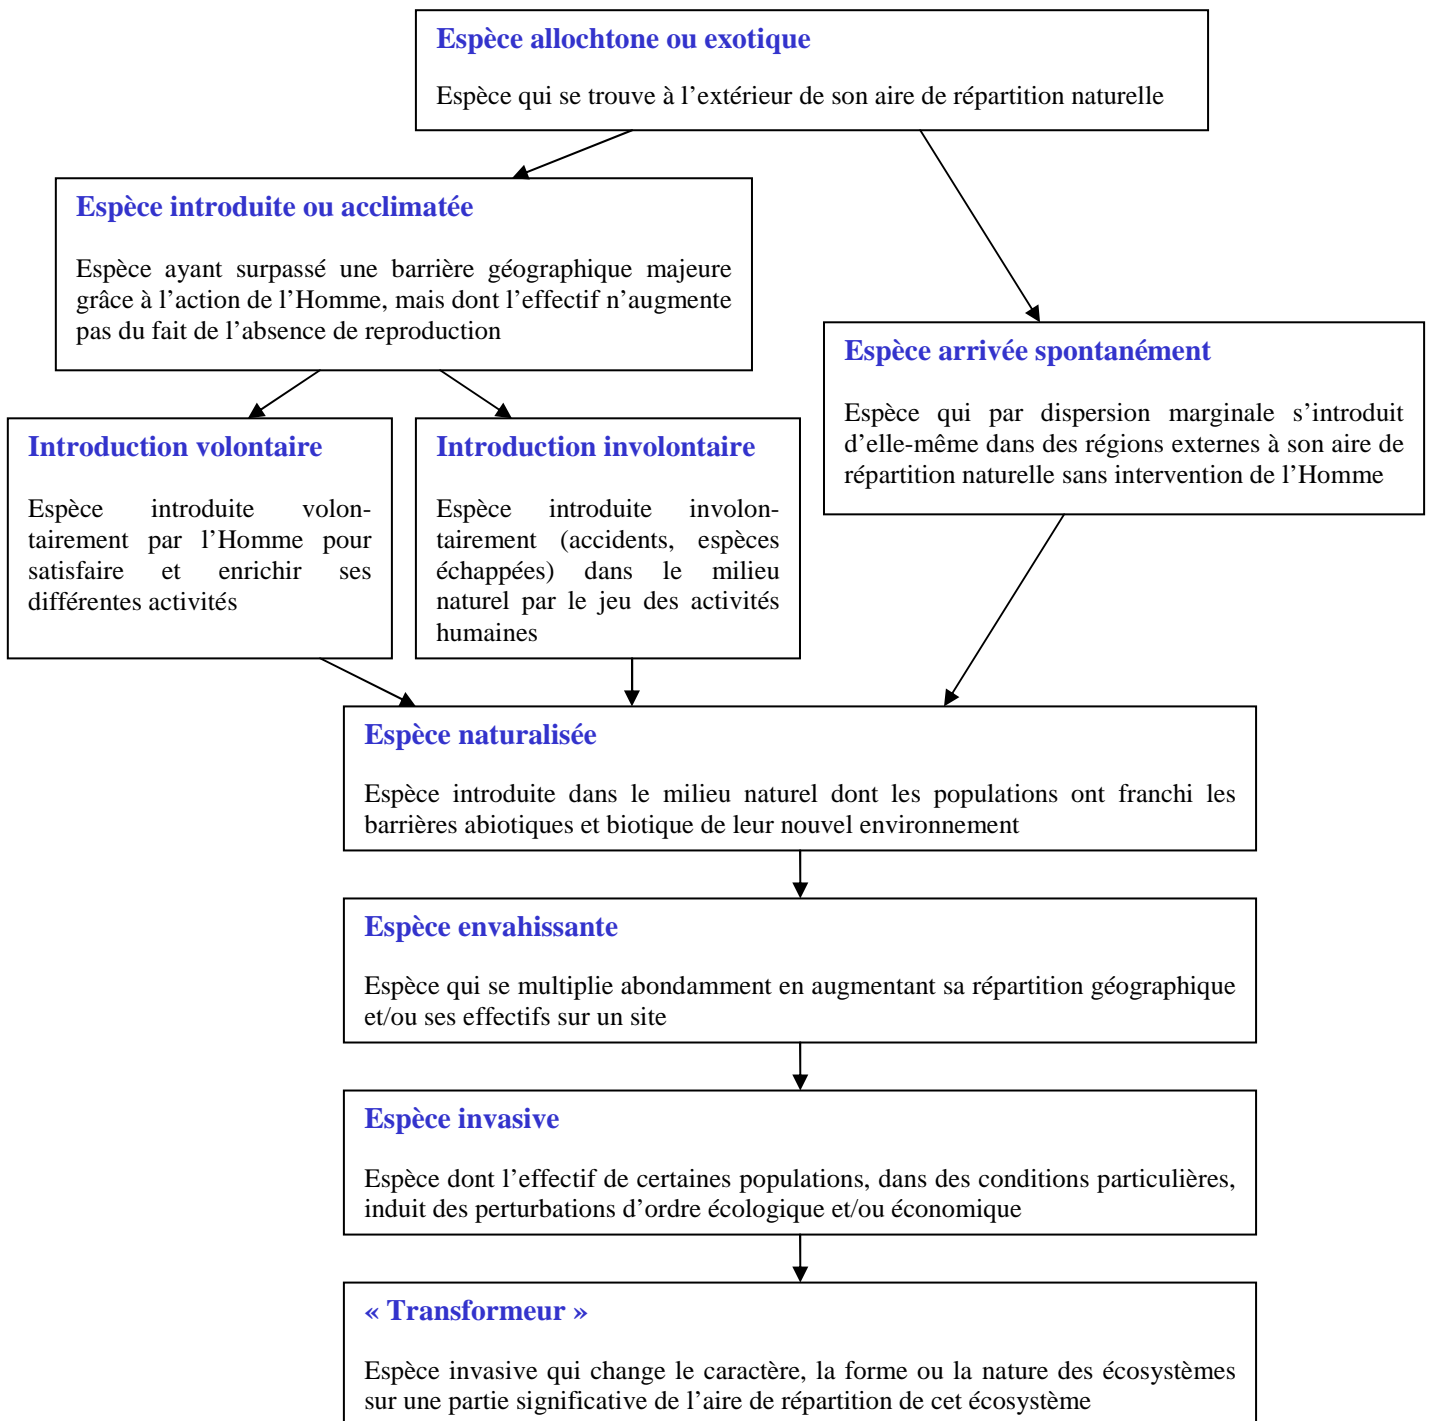 Espèce allochtone ou exotique
Espèce qui se trouve à l’extérieur de son aire de répartition naturelle
Espèce introduite ou acclimatée
Espèce ayant surpassé une barrière géographique majeure
grâce à l’action de l’Homme, mais dont l’effectif n’augmente
pas du fait de l’absence de reproduction
Espèce arrivée spontanément
Espèce qui par dispersion marginale s’introduit
d’elle-même dans des régions externes à son aire de
répartition naturelle sans intervention de l’Homme
Introduction volontaire
Espèce introduite volon-
tairement par l’Homme pour
satisfaire et enrichir ses
différentes activités
Introduction involontaire
Espèce introduite involon-
tairement (accidents, espèces
échappées) dans le milieu
naturel par le jeu des activités
humaines
Espèce naturalisée
Espèce introduite dans le milieu naturel dont les populations ont franchi les
barrières abiotiques et biotique de leur nouvel environnement
Espèce envahissante
Espèce qui se multiplie abondamment en augmentant sa répartition géographique
et/ou ses effectifs sur un site
Espèce invasive
Espèce dont l’effectif de certaines populations, dans des conditions particulières,
induit des perturbations d’ordre écologique et/ou économique
« Transformeur »
Espèce invasive qui change le caractère, la forme ou la nature des écosystèmes
sur une partie significative de l’aire de répartition de cet écosystème